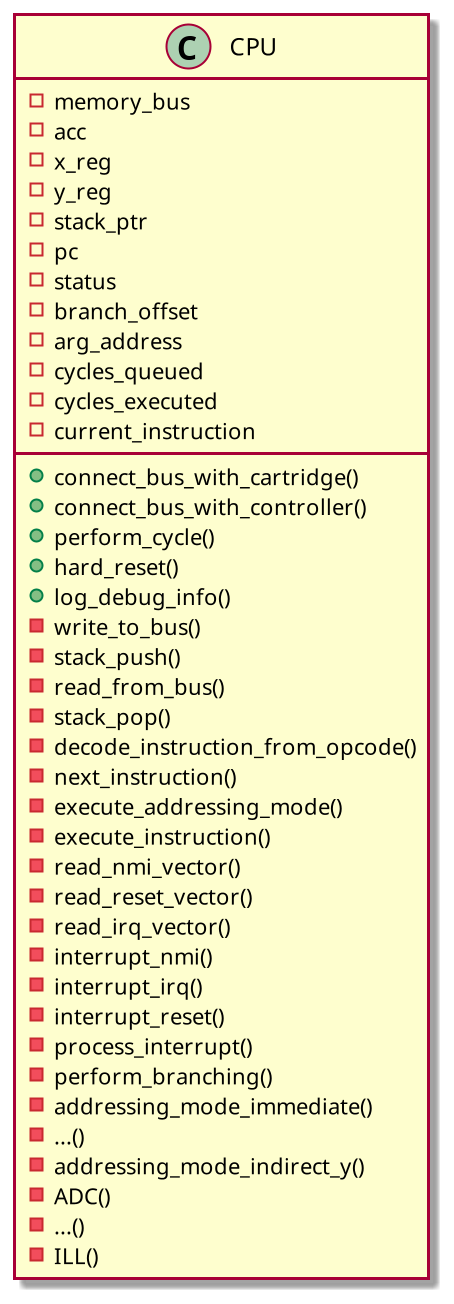 C CPU
memory_bus
acc
x_reg
y_reg
stack_ptr
pc
status
branch_offset
arg_address
cycles_queued
cycles_executed
current_instruction
connect_bus_with_cartridge()
connect_bus_with_controller()
perform_cycle()
hard_reset()
log_debug_info()
write_to_bus()
stack_push()
read_from_bus()
stack_pop()
decode_instruction_from_opcode()
next_instruction()
execute_addressing_mode()
execute_instruction()
read_nmi_vector()
read_reset_vector()
read_irq_vector()
interrupt_nmi()
interrupt_irq()
interrupt_reset()
process_interrupt()
perform_branching()
addressing_mode_immediate()
...()
addressing_mode_indirect_y()
ADC()
...()
ILL()